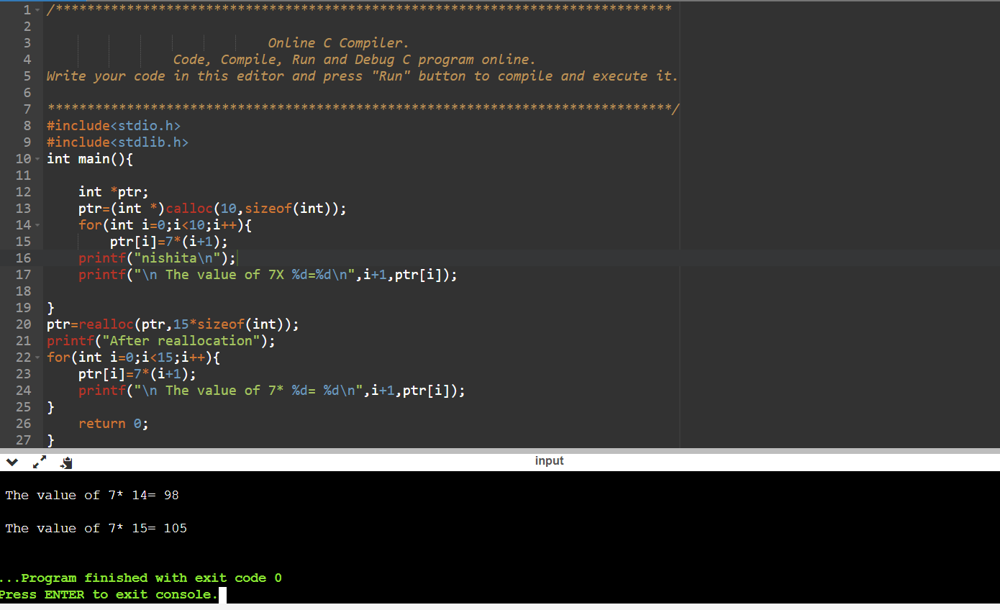 1 /******************************************************************************
2
3 Online C Compiler.
4 Code, Compile, Run and Debug C program online.
5 Write your code in this editor and press "Run" button to compile and execute it.
6
7 *******************************************************************************/
8 #include<stdio.h>
9 #include<stdlib.h>
10 int main(){
11
12 int *ptr;
13 ptr=(int *)calloc(10,sizeof(int));
14 for(int i=0;i<10;i++){
15 ptr[i]=7*(i+1);
16 printf("nishita\n");
17 printf("\n The value of 7X %d=%d\n",i+1,ptr[i]);
18
19 }
20 ptr=realloc(ptr,15*sizeof(int));
21 printf("After reallocation");
22 for(int i=0;i<15;i++){
23 ptr[i]=7*(i+1);
24 printf("\n The value of 7* %d= %d\n",i+1,ptr[i]);
25 }
26 return 0;
27 }
input
The value of 7* 14= 98
The value of 7* 15= 105
...Program finished with exit code 0
Press ENTER to exit console.